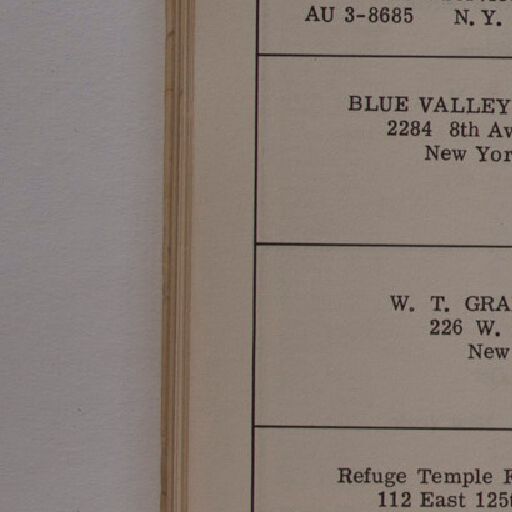 AU 3-8685 N. Y.
BLUE VALLEY
2284 8th Av
New Yor
W. T. GRA
226 W.
New
Refuge Temple
112 East 125